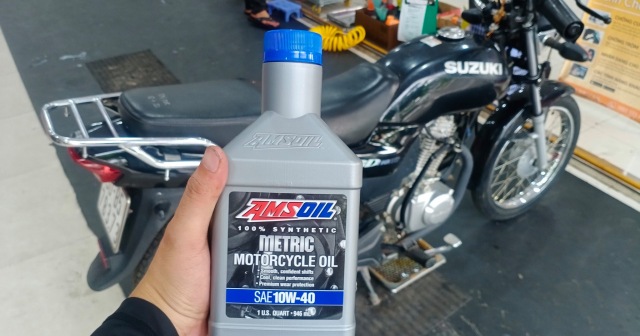 SUZUKI
AMSOIL
AMSOIL
100% SYNTHETIC
METRIC
MOTORCYCLE OIL
• Smooth, confident shifts
• Cool, clean performance
• Premium wear protection
SAE 10W-40
1 U.S. QUART • 946 mL